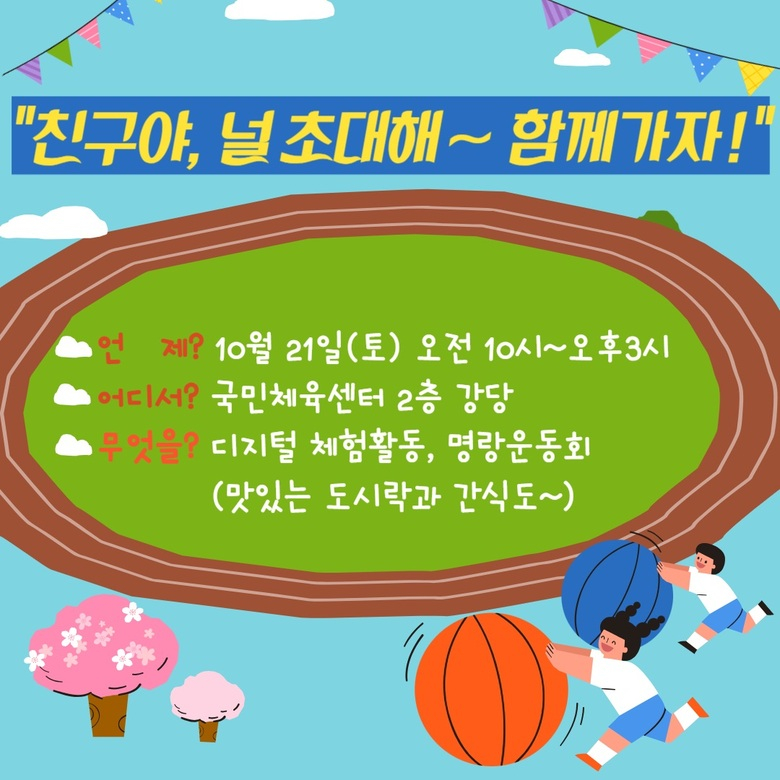 "친구야, 널 초대해~ 함께가자!"
언 제? 10월 21일(토) 오전 10시~오후3시
어디서? 국민체육센터 2층 강당
무엇을? 디지털 체험활동, 명랑운동회
(맛있는 도시락과 간식도~)